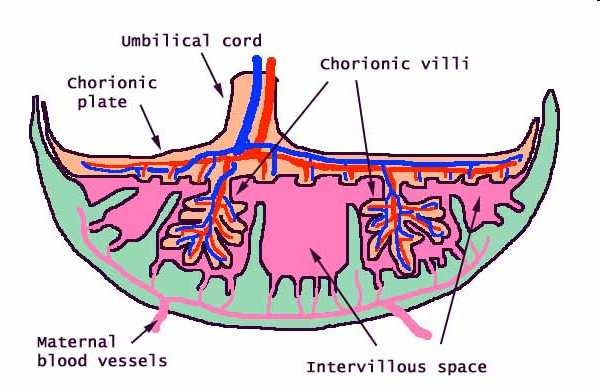 Umbilical cord
Chorionic villi
Chorionic
plate
Maternal
blood vessels
Intervillous space